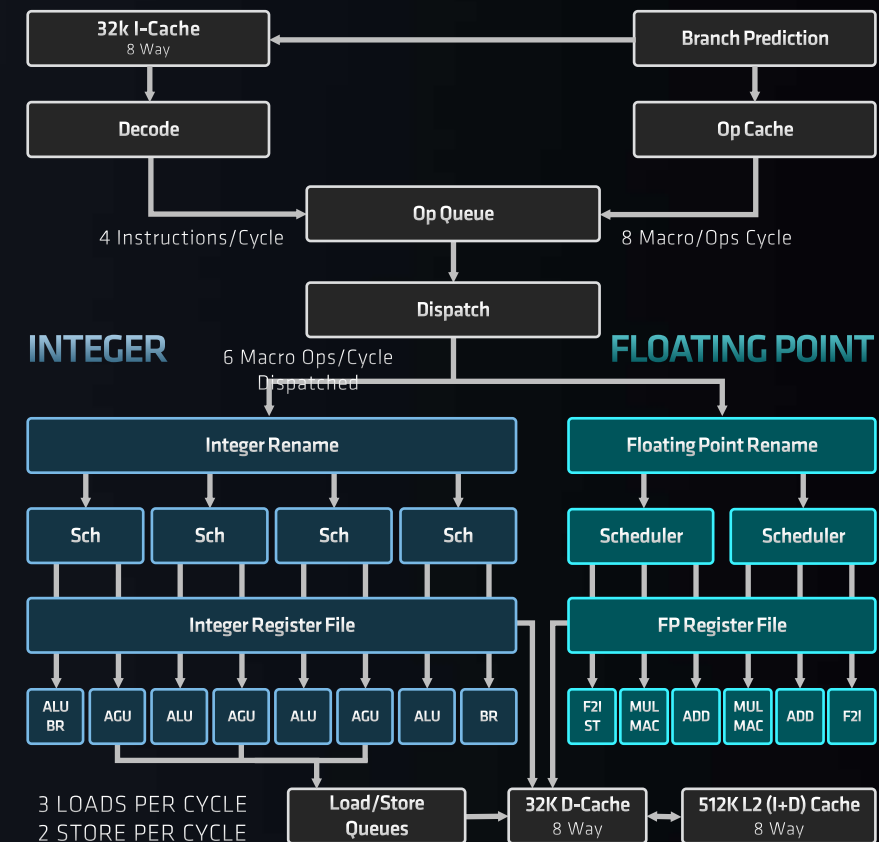 32k I-Cache
8 Way
Branch Prediction
Decode
Op Cache
Op Queue
4 Instructions/Cycle
8 Macro/Ops Cycle
Dispatch
INTEGER
FLOATING POINT
6 Macro Ops/Cycle
Dispatched
Integer Rename
Floating Point Rename
Sch
Sch
Sch
Sch
Scheduler
Scheduler
Integer Register File
FP Register File
ALU
BR
AGU
ALU
AGU
ALU
AGU
ALU
BR
F2I
ST
MUL
MAC
ADD
MUL
MAC
ADD
F2I
3 LOADS PER CYCLE
2 STORE PER CYCLE
Load/Store
Queues
32K D-Cache
8 Way
512K L2 (I+D) Cache
8 Way